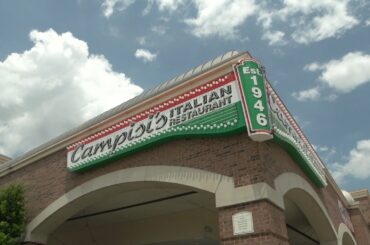 Campisi's
ITALIAN
RESTAURANT
Est.
1946